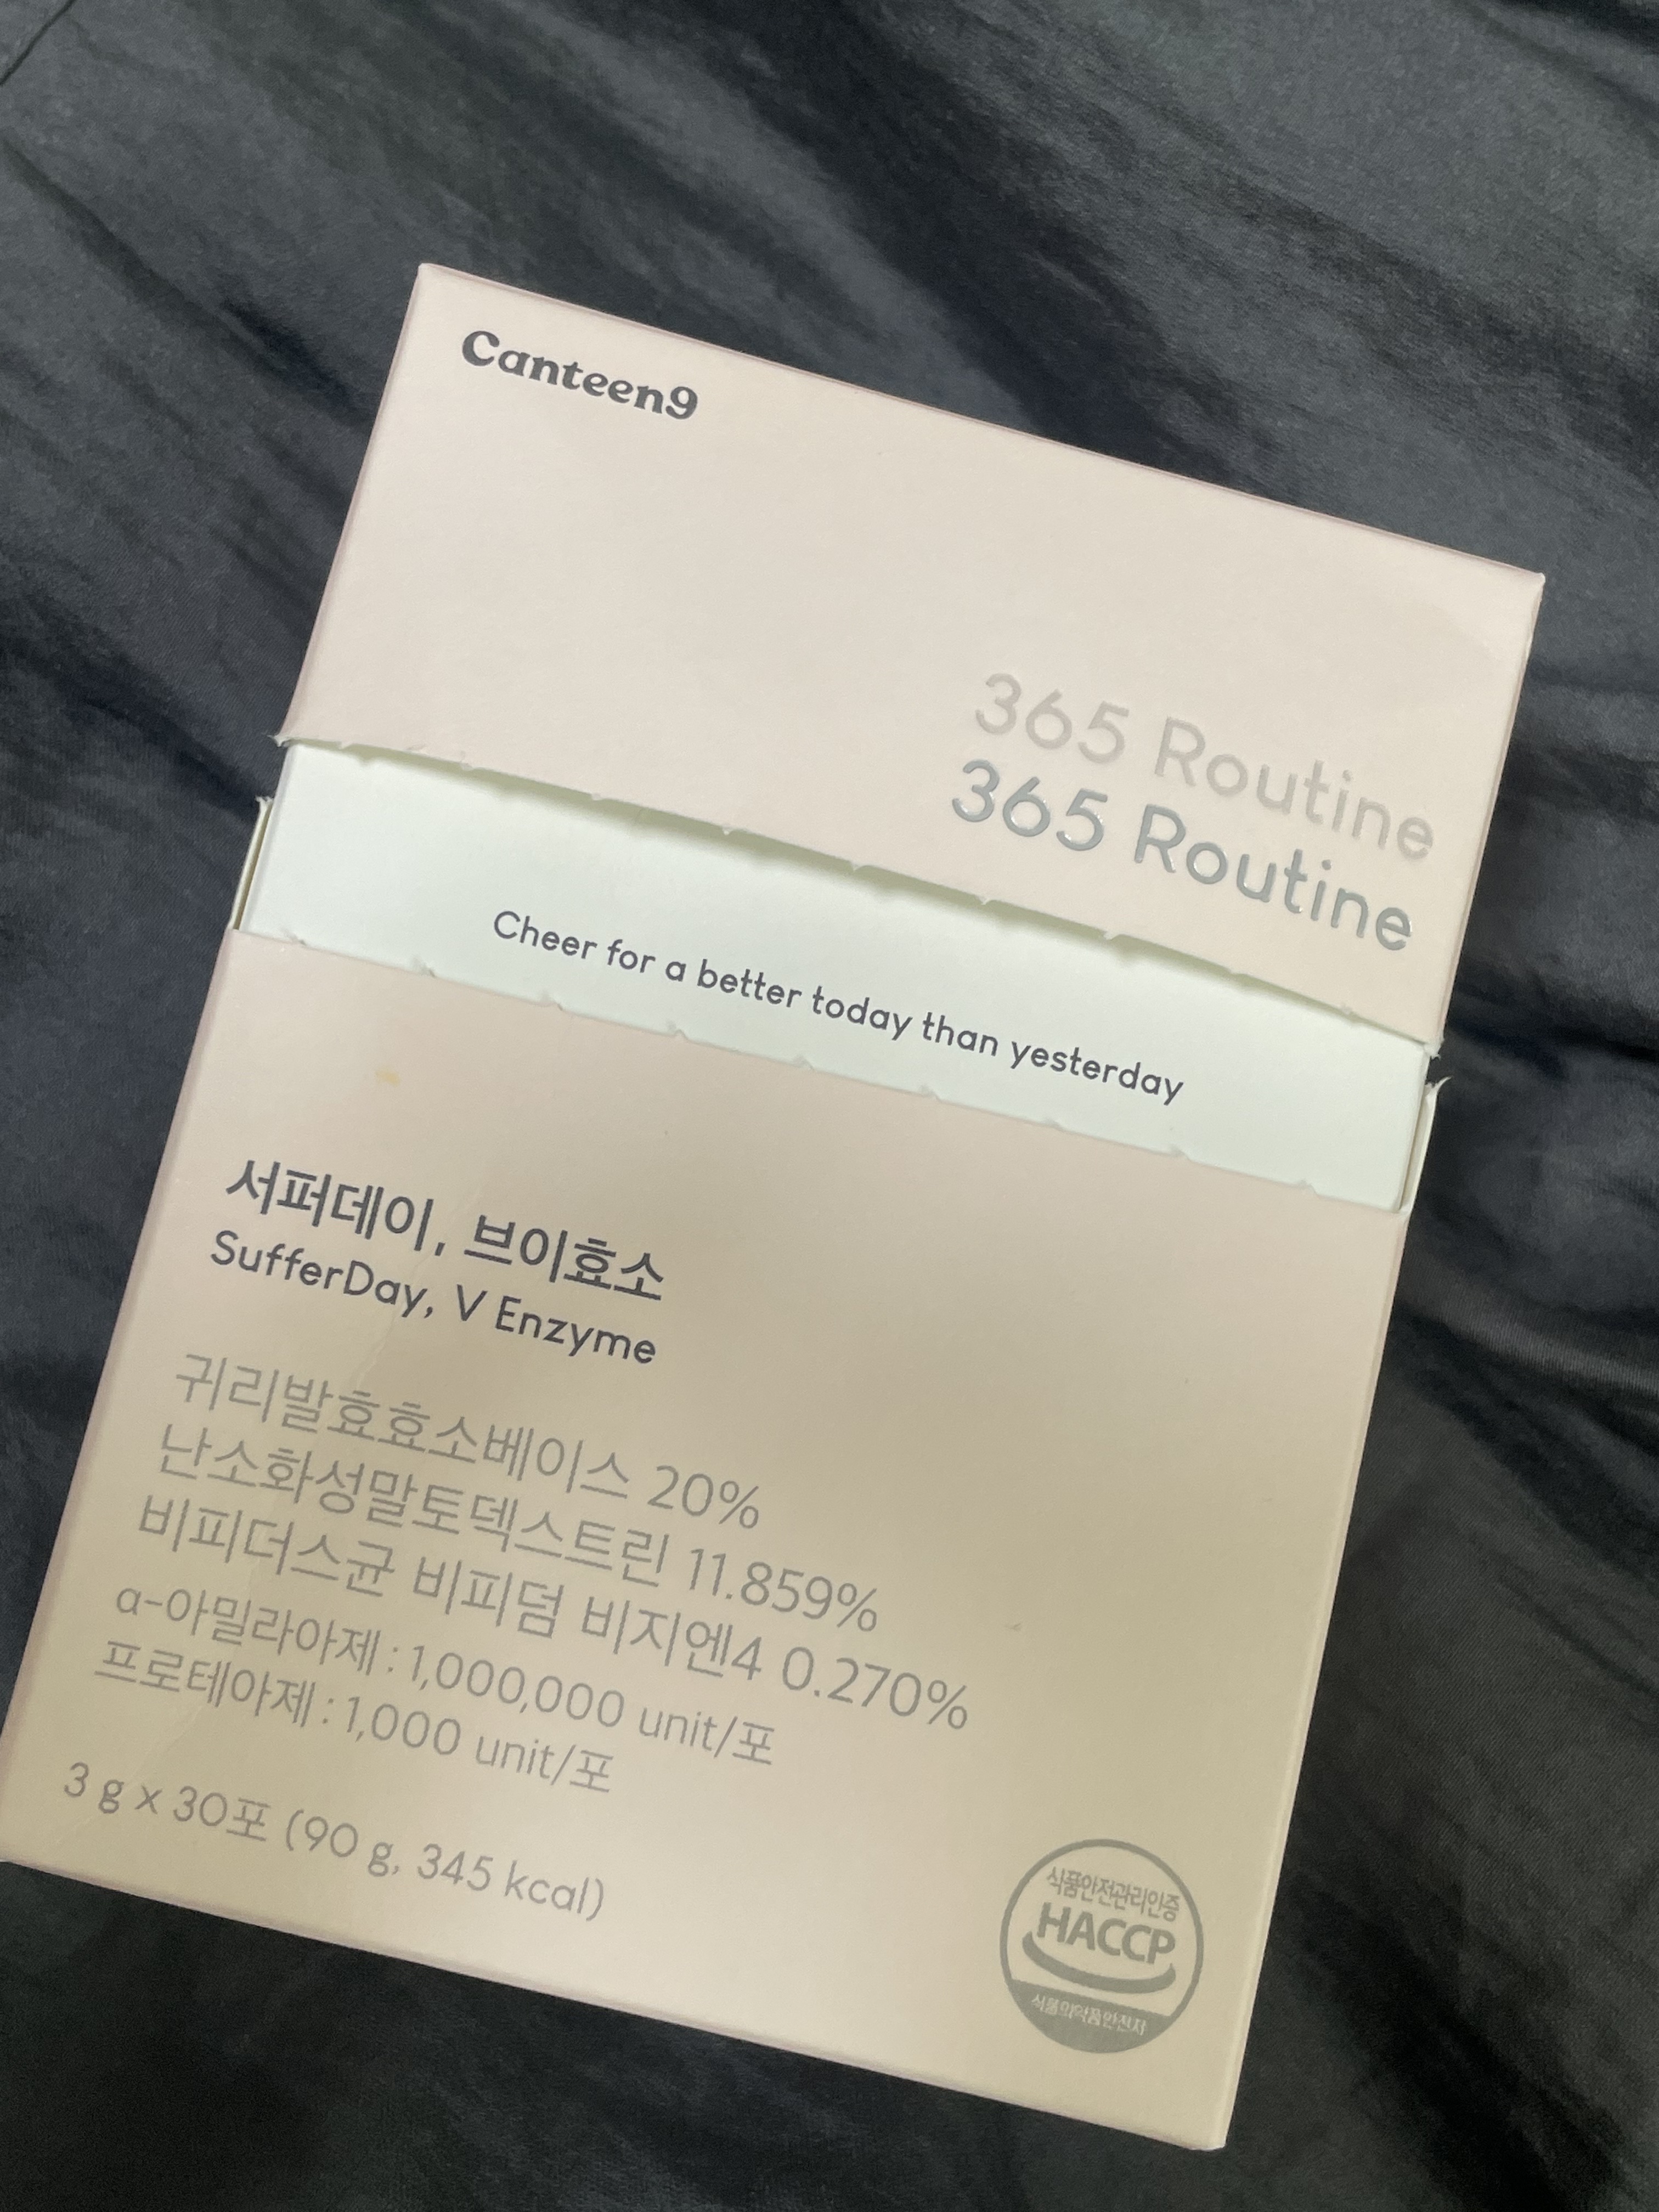 Canteen9
365 Routine
365 Routine
Cheer for a better today than yesterday
서퍼데이, 브이효소
SufferDay, V Enzyme
귀리발효효소베이스 20%
난소화성말토덱스트린 11.859%
비피더스균 비피덤 비지엔4 0.270%
α-아밀라아제 : 1,000,000 unit/포
프로테아제 : 1,000 unit/포
3 g x 30포 (90 g, 345 kcal)
식품안전관리인증
HACCP
식품의약품안전처